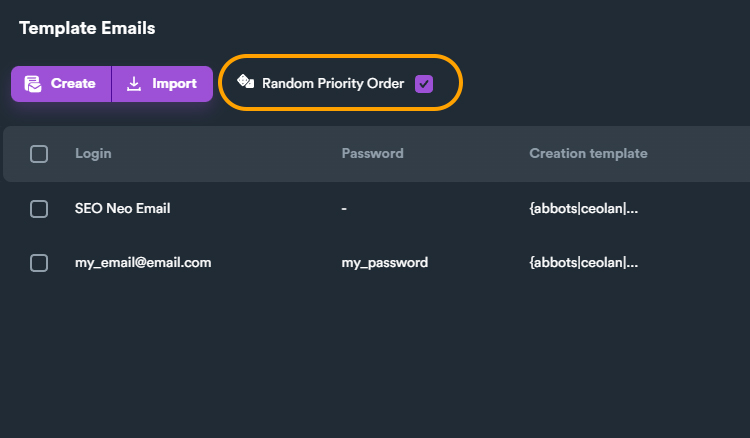 Template Emails
Create Import Random Priority Order
Login Password Creation template
SEO Neo Email - {abbots|ceolan|...
my_email@email.com my_password {abbots|ceolan|...